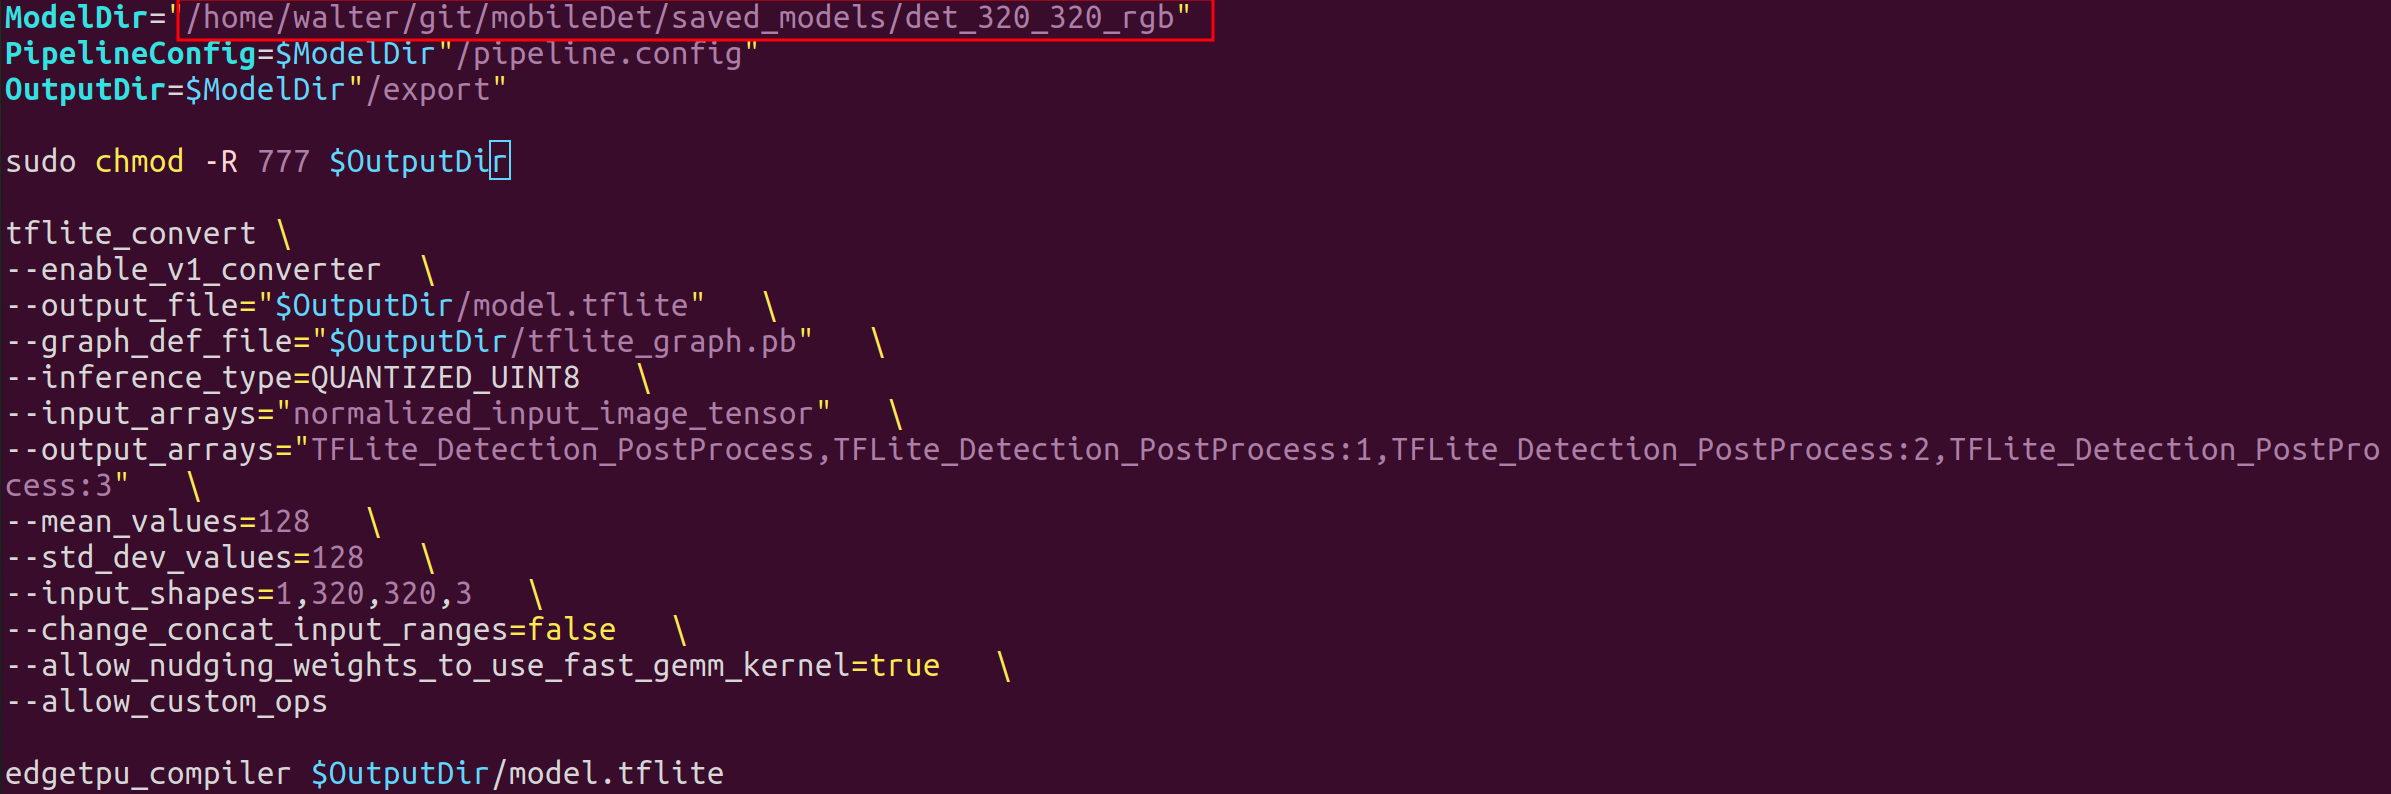 ModelDir="/home/walter/git/mobileDet/saved_models/det_320_320_rgb"
PipelineConfig=$ModelDir"/pipeline.config"
OutputDir=$ModelDir"/export"
sudo chmod -R 777 $OutputDir
tflite_convert \
--enable_v1_converter  \
--output_file="$OutputDir/model.tflite"   \
--graph_def_file="$OutputDir/tflite_graph.pb"   \
--inference_type=QUANTIZED_UINT8   \
--input_arrays="normalized_input_image_tensor"   \
--output_arrays="TFLite_Detection_PostProcess,TFLite_Detection_PostProcess:1,TFLite_Detection_PostProcess:2,TFLite_Detection_PostPro
cess:3"   \
--mean_values=128   \
--std_dev_values=128   \
--input_shapes=1,320,320,3   \
--change_concat_input_ranges=false   \
--allow_nudging_weights_to_use_fast_gemm_kernel=true   \
--allow_custom_ops
edgetpu_compiler $OutputDir/model.tflite